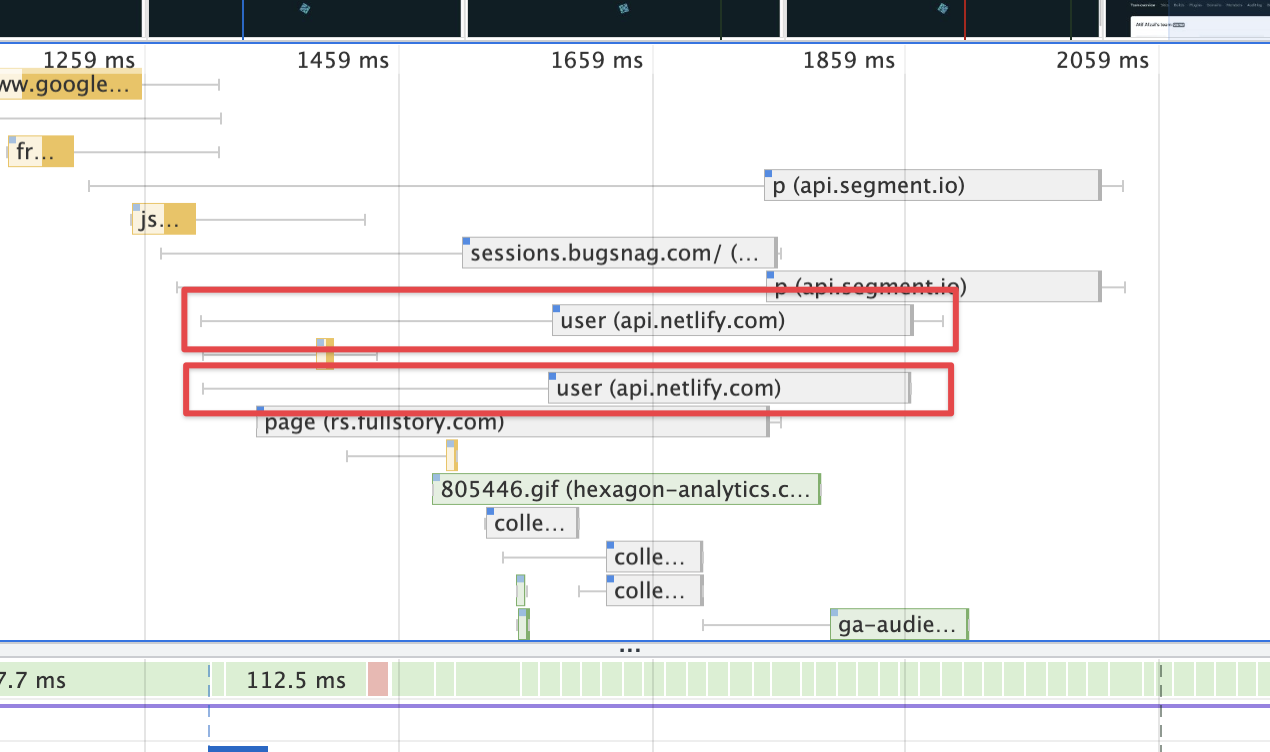 1259 ms 1459 ms 1659 ms 1859 ms 2059 ms
ww.google…
fr…
p (api.segment.io)
js…
sessions.bugsnag.com/ (…
p (api.segment.io)
user (api.netlify.com)
user (api.netlify.com)
page (rs.fullstory.com)
805446.gif (hexagon-analytics.c…
colle…
colle…
colle…
ga-audie…
...
7.7 ms 112.5 ms